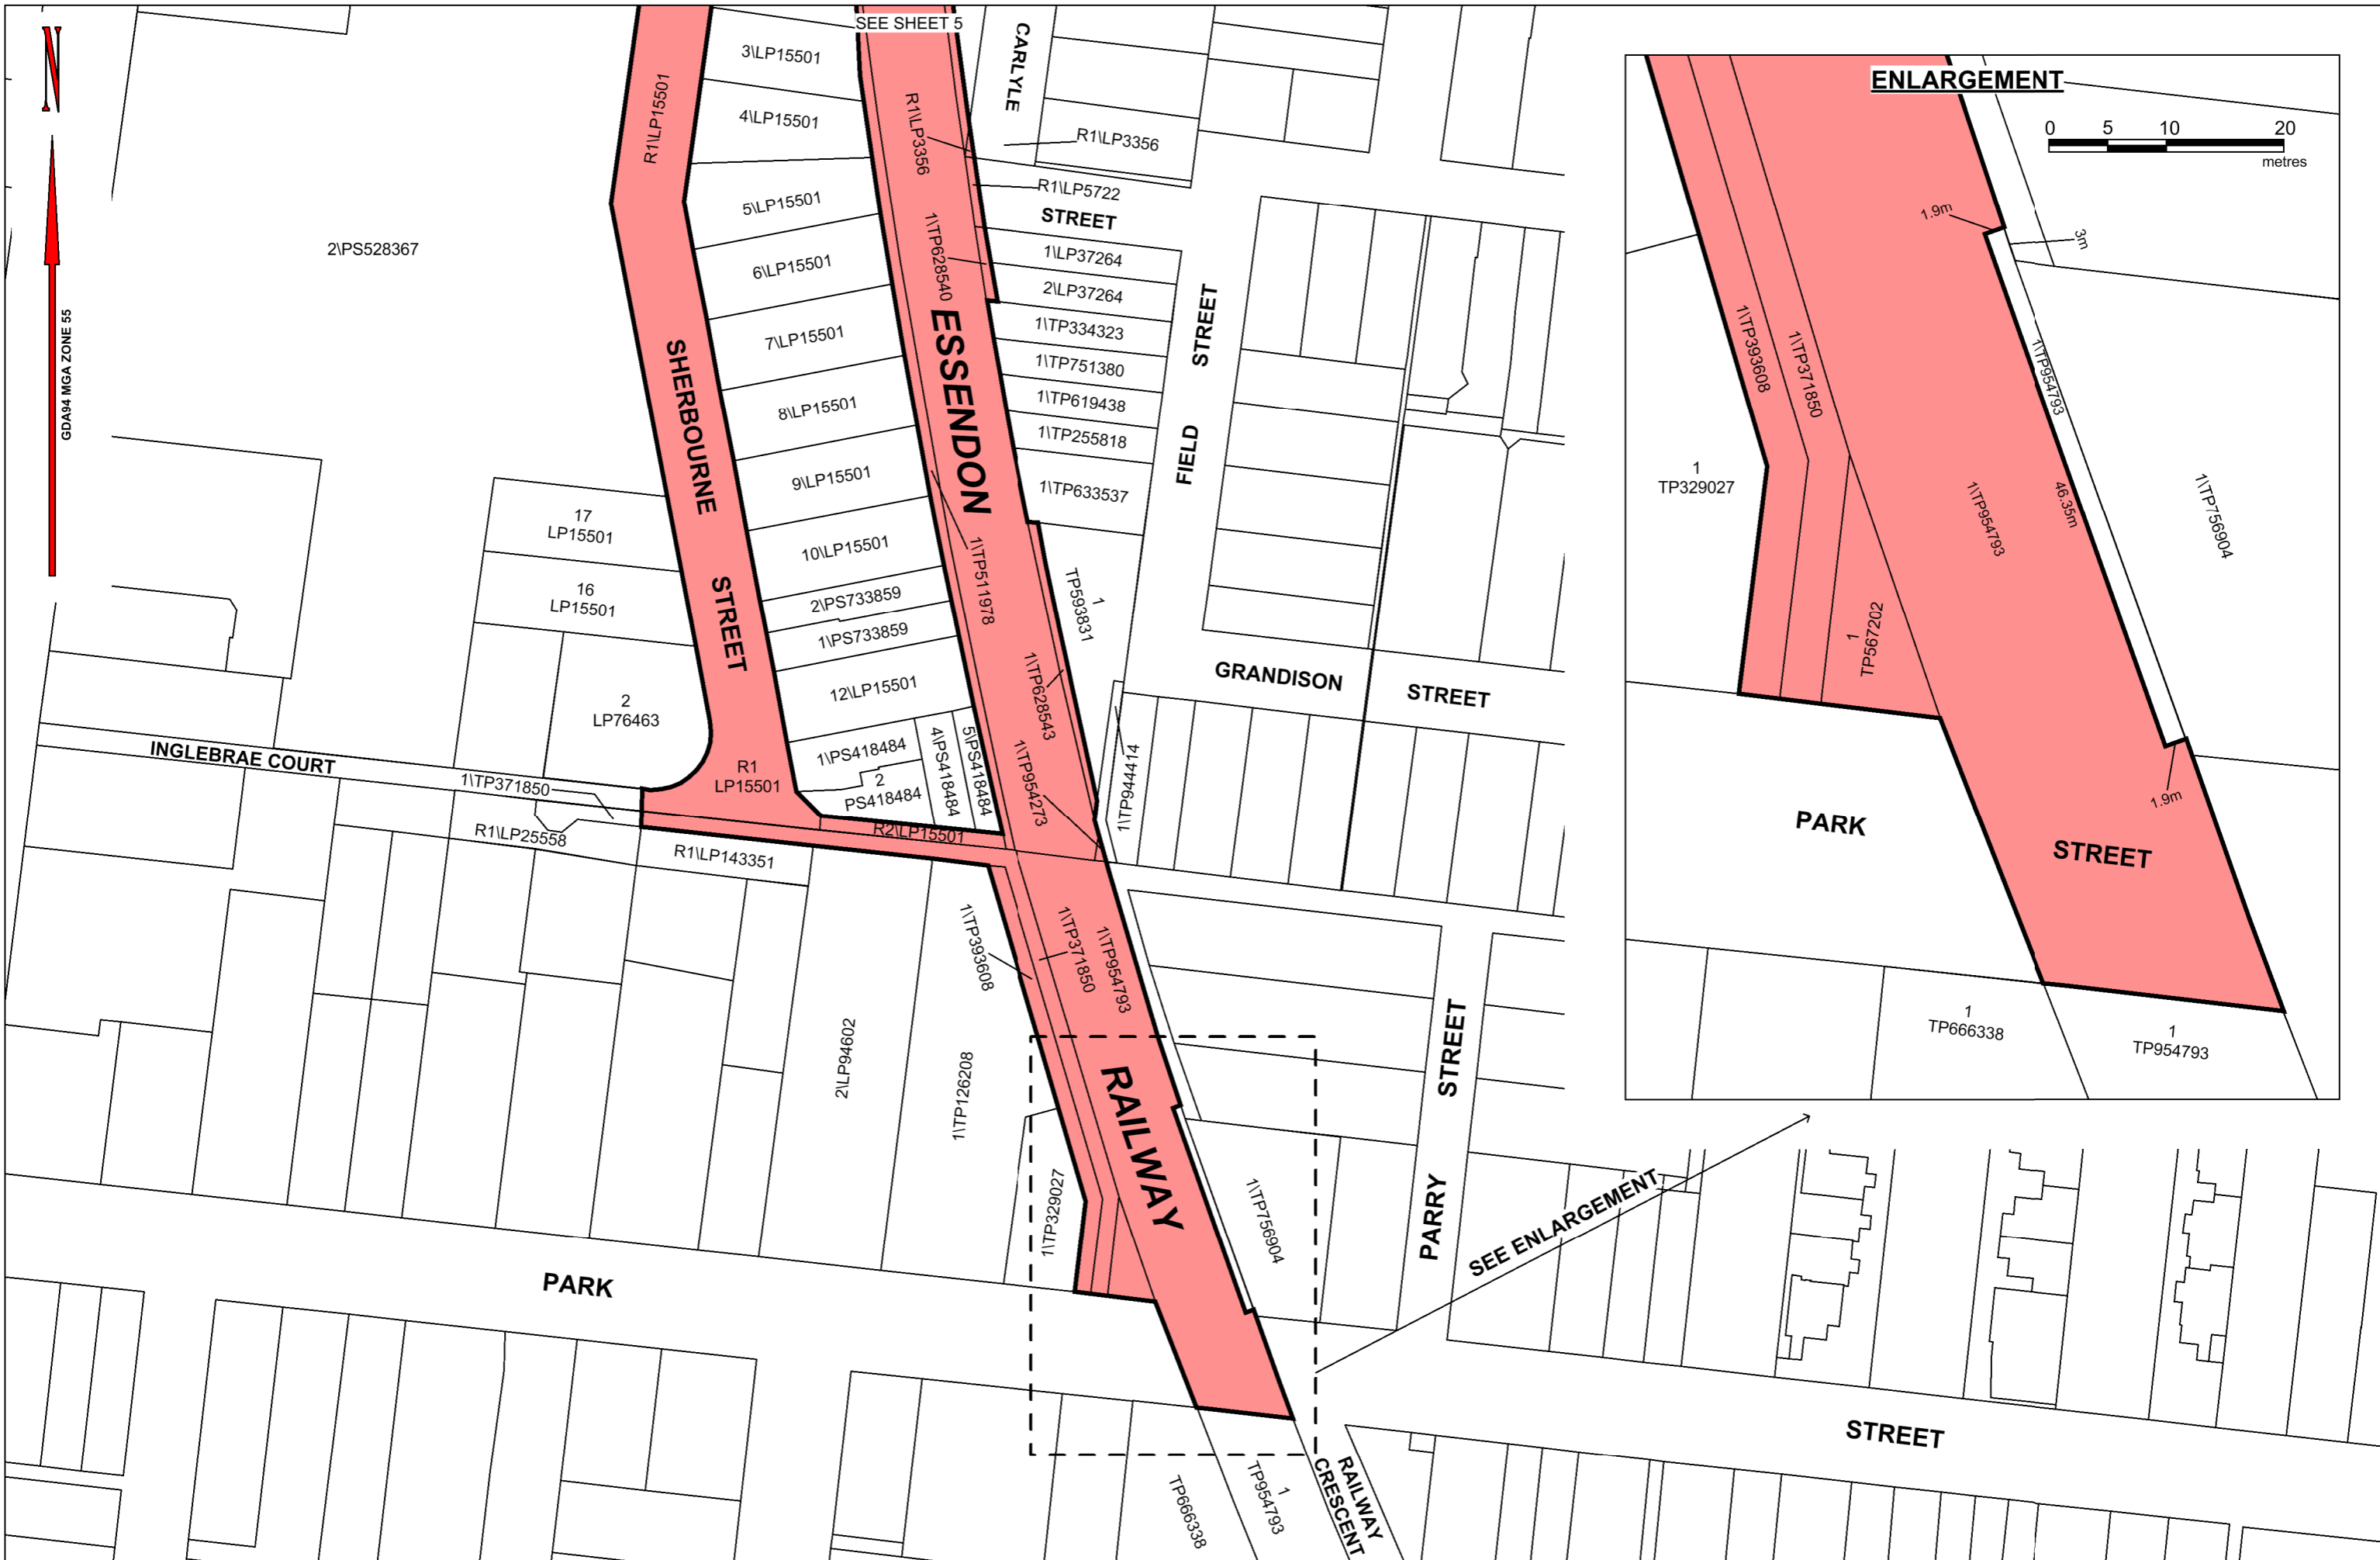 SEE SHEET 5
N
GDA94 MGA ZONE 55
2\PS528367
R1\LP15501
3\LP15501
4\LP15501
5\LP15501
6\LP15501
7\LP15501
8\LP15501
9\LP15501
10\LP15501
2\PS733859
1\PS733859
12\LP15501
1\PS418484
2
PS418484
4\PS418484
5\PS418484
SHERBOURNE
STREET
17
LP15501
16
LP15501
2
LP76463
R1
LP15501
R2\LP15501
INGLEBRAE COURT
1\TP371850
R1\LP25558
R1\LP143351
R1\LP3356
1\TP628540
ESSENDON
1\TP511978
1\TP628543
1\TP954273
CARLYLE
R1\LP3356
R1\LP5722
STREET
1\LP37264
2\LP37264
1\TP334323
1\TP751380
1\TP619438
1\TP255818
1\TP633537
1
TP593831
1\TP944414
FIELD
STREET
GRANDISON
STREET
2\LP94602
1\TP126208
1\TP393608
1\TP371850
1\TP954793
1\TP329027
RAILWAY
1\TP756904
PARRY
STREET
SEE ENLARGEMENT
PARK
STREET
TP666338
1
TP954793
RAILWAY
CRESCENT
ENLARGEMENT
0 5 10 20
metres
1.9m
3m
1\TP393608
1\TP371850
1\TP954793
1
TP329027
1\TP954793
46.35m
1\TP756904
1
TP567202
1.9m
PARK
STREET
1
TP666338
1
TP954793